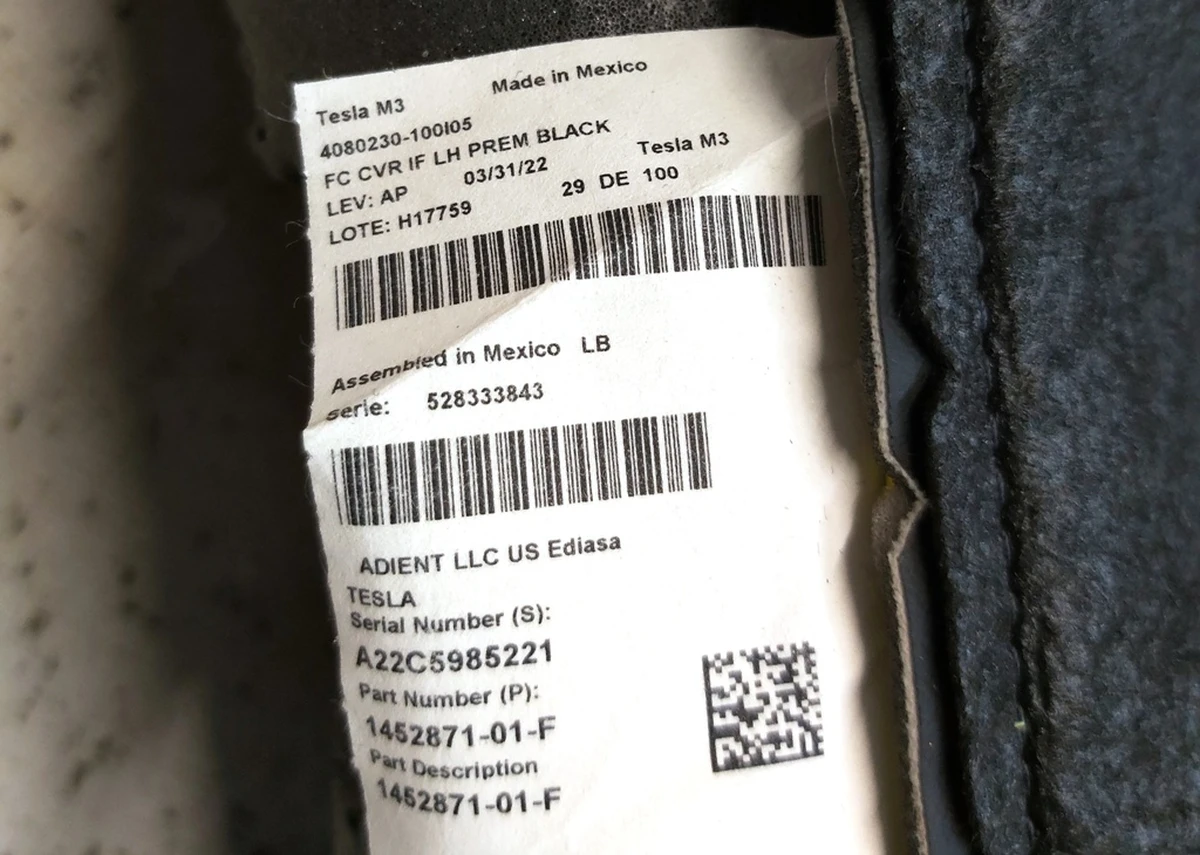 Made in Mexico
Tesla M3
4080230-100I05
FC CVR IF LH PREM BLACK
LEV: AP 03/31/22 Tesla M3
LOTE: H17759 29 DE 100
Assembled in Mexico LB
serie: 528333843
ADIENT LLC US Ediasa
TESLA
Serial Number (S):
A22C5985221
Part Number (P):
1452871-01-F
Part Description
1452871-01-F